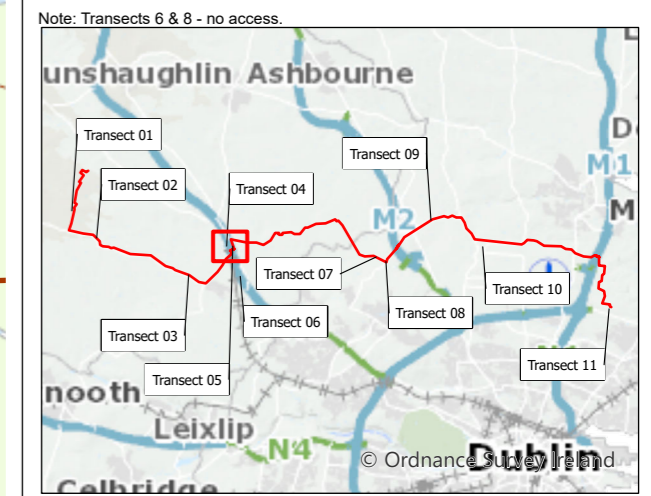 Note: Transects 6 & 8 - no access.
unshaughlin Ashbourne
Transect 01
Transect 09
M1
Transect 02
Transect 04
M
M2
Transect 07
Transect 10
Transect 08
Transect 03
Transect 06
Transect 11
Transect 05
nooth
Leixlip
N4
Dublin
© Ordnance Survey Ireland
Celbridge